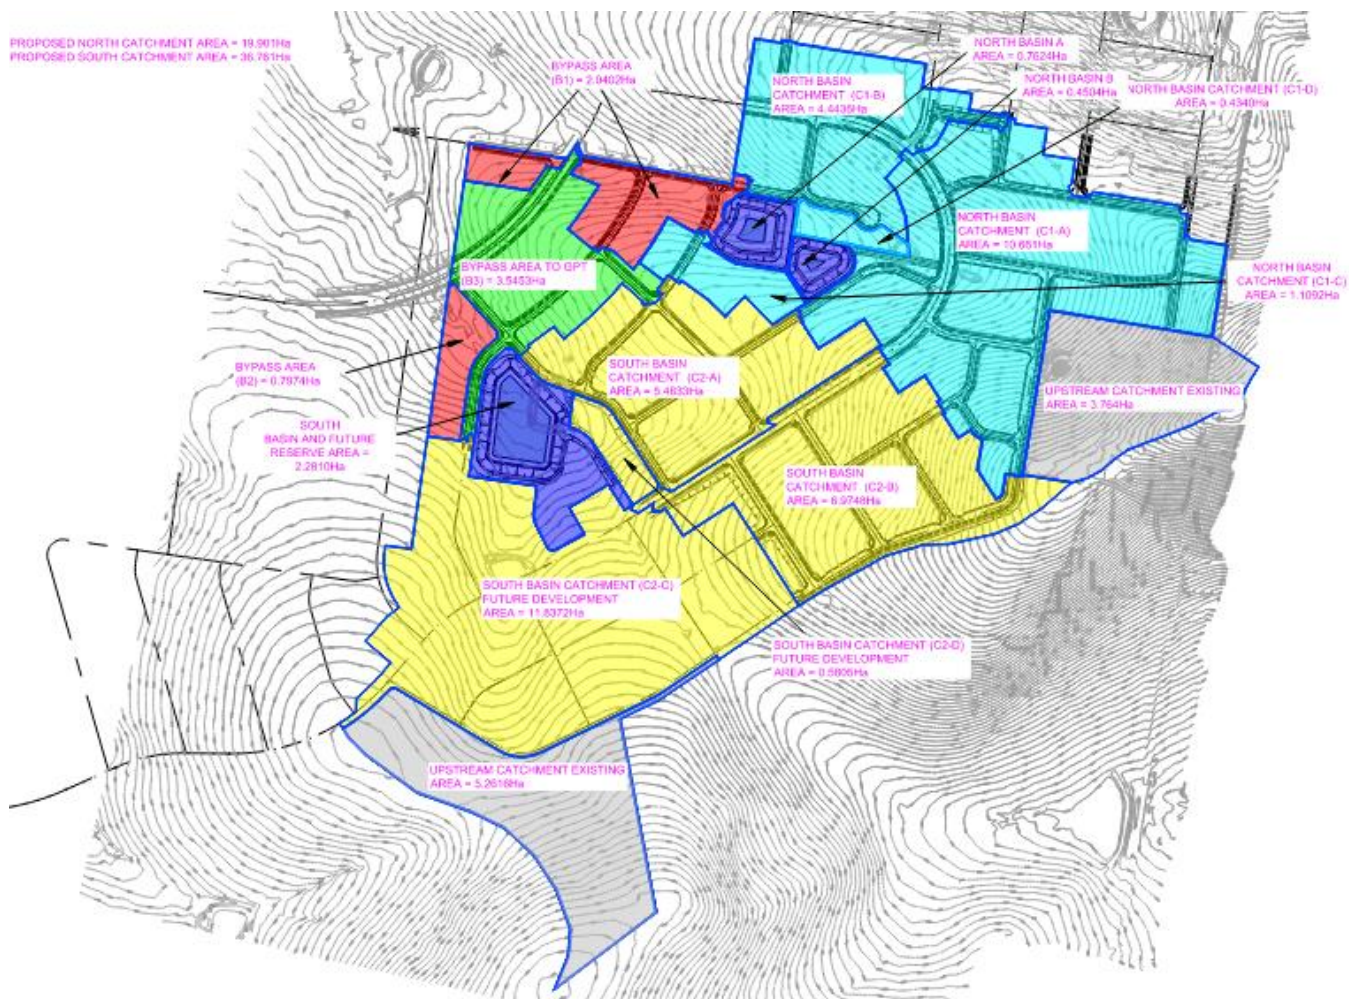 PROPOSED NORTH CATCHMENT AREA = 19.901Ha
PROPOSED SOUTH CATCHMENT AREA = 36.781Ha
BYPASS AREA
(B1) = 2.0402Ha
NORTH BASIN A
AREA = 0.7624Ha
NORTH BASIN
CATCHMENT (C1-B)
AREA = 4.4435Ha
NORTH BASIN B
AREA = 0.4504Ha
NORTH BASIN CATCHMENT (C1-D)
AREA = 0.4340Ha
NORTH BASIN
CATCHMENT (C1-A)
AREA = 10.651Ha
BYPASS AREA TO GPT
(B3) = 3.5453Ha
NORTH BASIN
CATCHMENT (C1-C)
AREA = 1.1092Ha
BYPASS AREA
(B2) = 0.7974Ha
SOUTH BASIN
CATCHMENT (C2-A)
AREA = 5.4633Ha
UPSTREAM CATCHMENT EXISTING
AREA = 3.764Ha
SOUTH
BASIN AND FUTURE
RESERVE AREA =
2.2810Ha
SOUTH BASIN
CATCHMENT (C2-B)
AREA = 6.9748Ha
SOUTH BASIN CATCHMENT (C2-C)
FUTURE DEVELOPMENT
AREA = 11.8372Ha
SOUTH BASIN CATCHMENT (C2-D)
FUTURE DEVELOPMENT
AREA = 0.5805Ha
UPSTREAM CATCHMENT EXISTING
AREA = 5.2616Ha